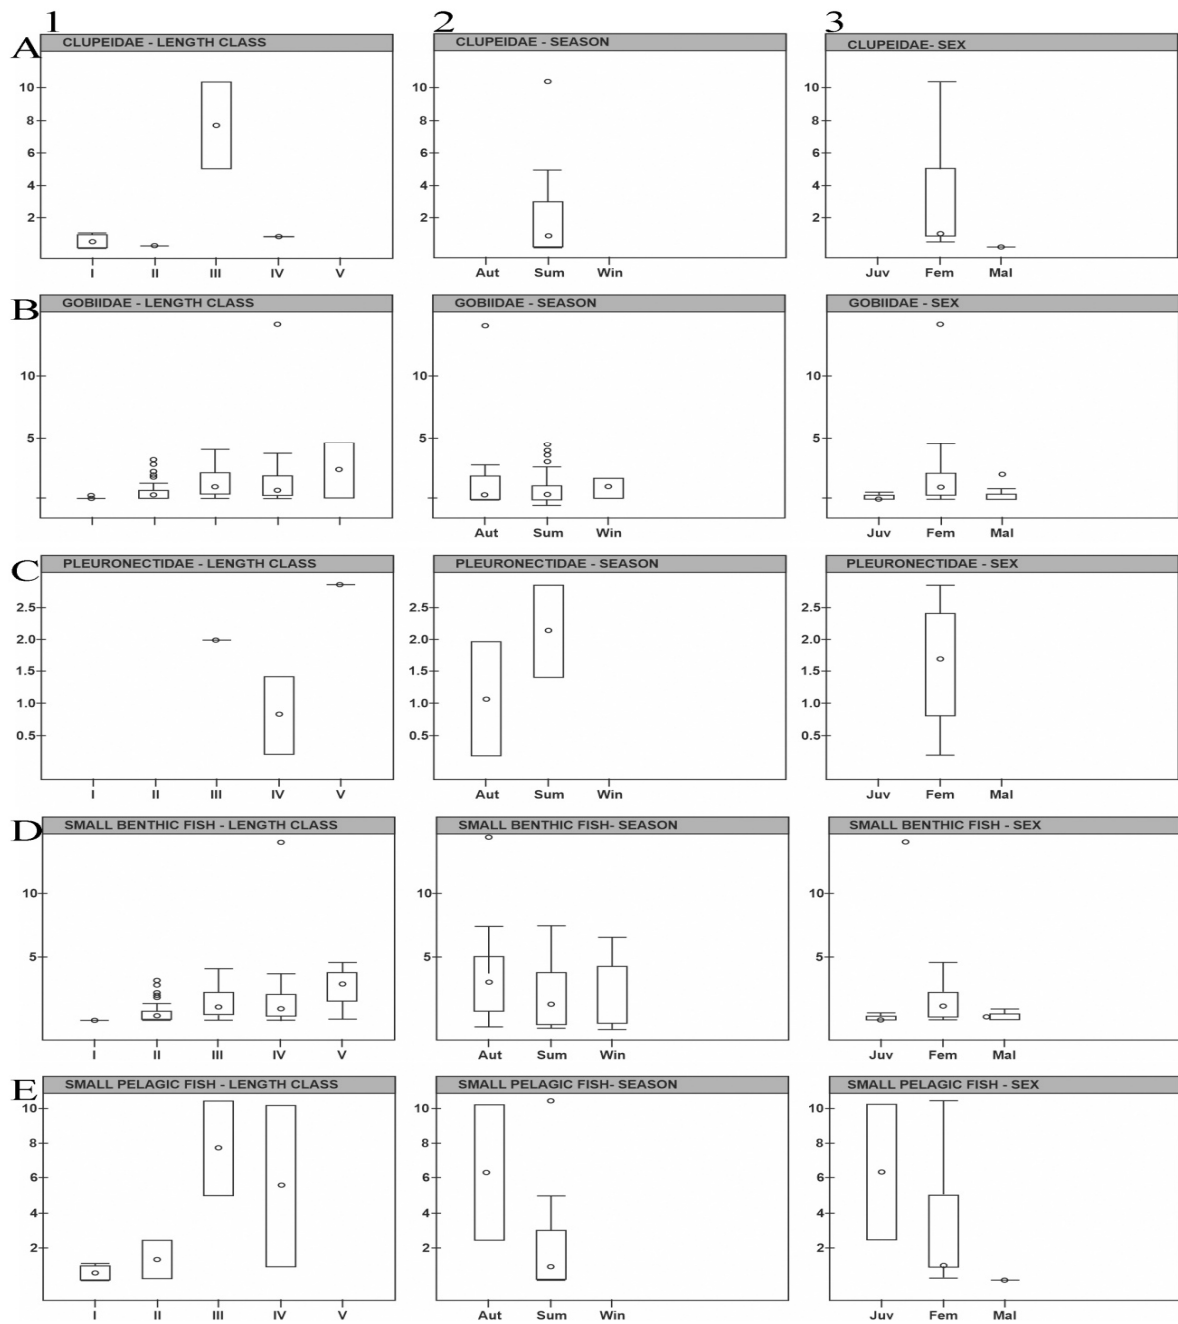 1 2 3
A CLUPEIDAE - LENGTH CLASS CLUPEIDAE - SEASON CLUPEIDAE- SEX
10 10 10
8 8 8
6 6 6
4 4 4
2 2 2
I II III IV V Aut Sum Win Juv Fem Mal
B GOBIIDAE - LENGTH CLASS GOBIIDAE - SEASON GOBIIDAE - SEX
10 10 10
5 5 5
Aut Sum Win Juv Fem Mal
C PLEURONECTIDAE - LENGTH CLASS PLEURONECTIDAE - SEASON PLEURONECTIDAE - SEX
2.5 2.5 2.5
2.0 2.0 2.0
1.5 1.5 1.5
1.0 1.0 1.0
0.5 0.5 0.5
I II III IV V Aut Sum Win Juv Fem Mal
D SMALL BENTHIC FISH - LENGTH CLASS SMALL BENTHIC FISH- SEASON SMALL BENTHIC FISH - SEX
10 10 10
5 5 5
I II III IV V Aut Sum Win Juv Fem Mal
E SMALL PELAGIC FISH - LENGTH CLASS SMALL PELAGIC FISH- SEASON SMALL PELAGIC FISH - SEX
10 10 10
8 8 8
6 6 6
4 4 4
2 2 2
I II III IV V Aut Sum Win Juv Fem Mal